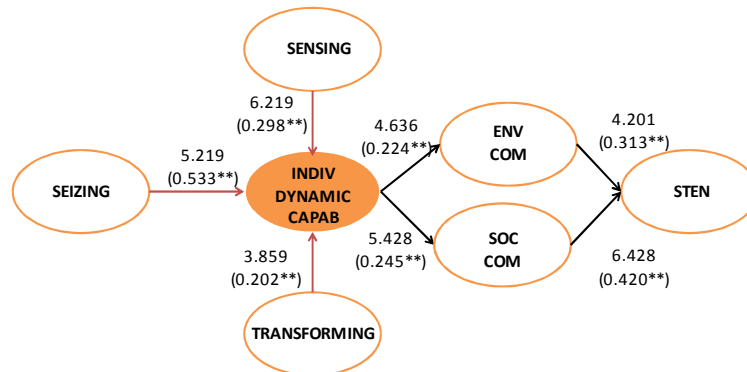 SENSING
6.219
(0.298**)
4.636
(0.224**)
ENV
COM
4.201
(0.313**)
5.219
(0.533**)
SEIZING
INDIV
DYNAMIC
CAPAB
STEN
3.859
(0.202**)
5.428
(0.245**)
SOC
COM
6.428
(0.420**)
TRANSFORMING